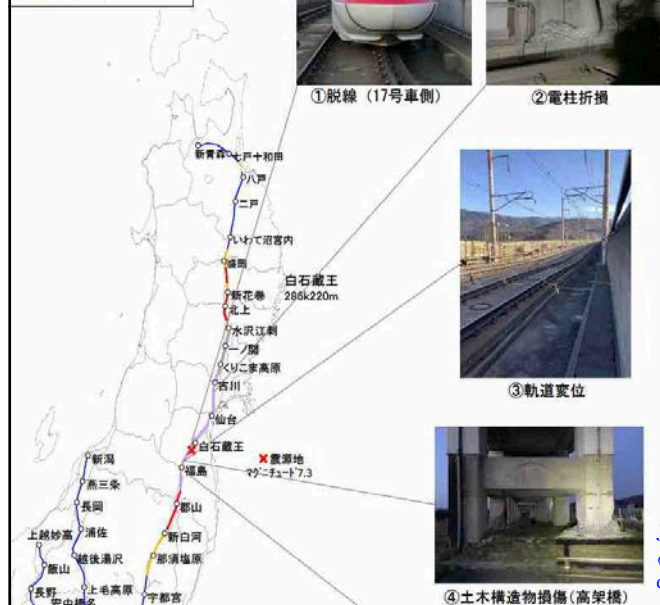 ①脱線（17号車側）
②電柱折損
新青森
七戸十和田
八戸
二戸
いわて沼宮内
盛岡
白石蔵王
286k220m
新花巻
北上
水沢江刺
一ノ関
くりこま高原
古川
③軌道変位
仙台
白石蔵王
×震源地
マグニチュード7.3
福島
新潟
燕三条
長岡
郡山
上越妙高
浦佐
新白河
飯山
越後湯沢
那須塩原
長野
上毛高原
宇都宮
④土木構造物損傷（高架橋）